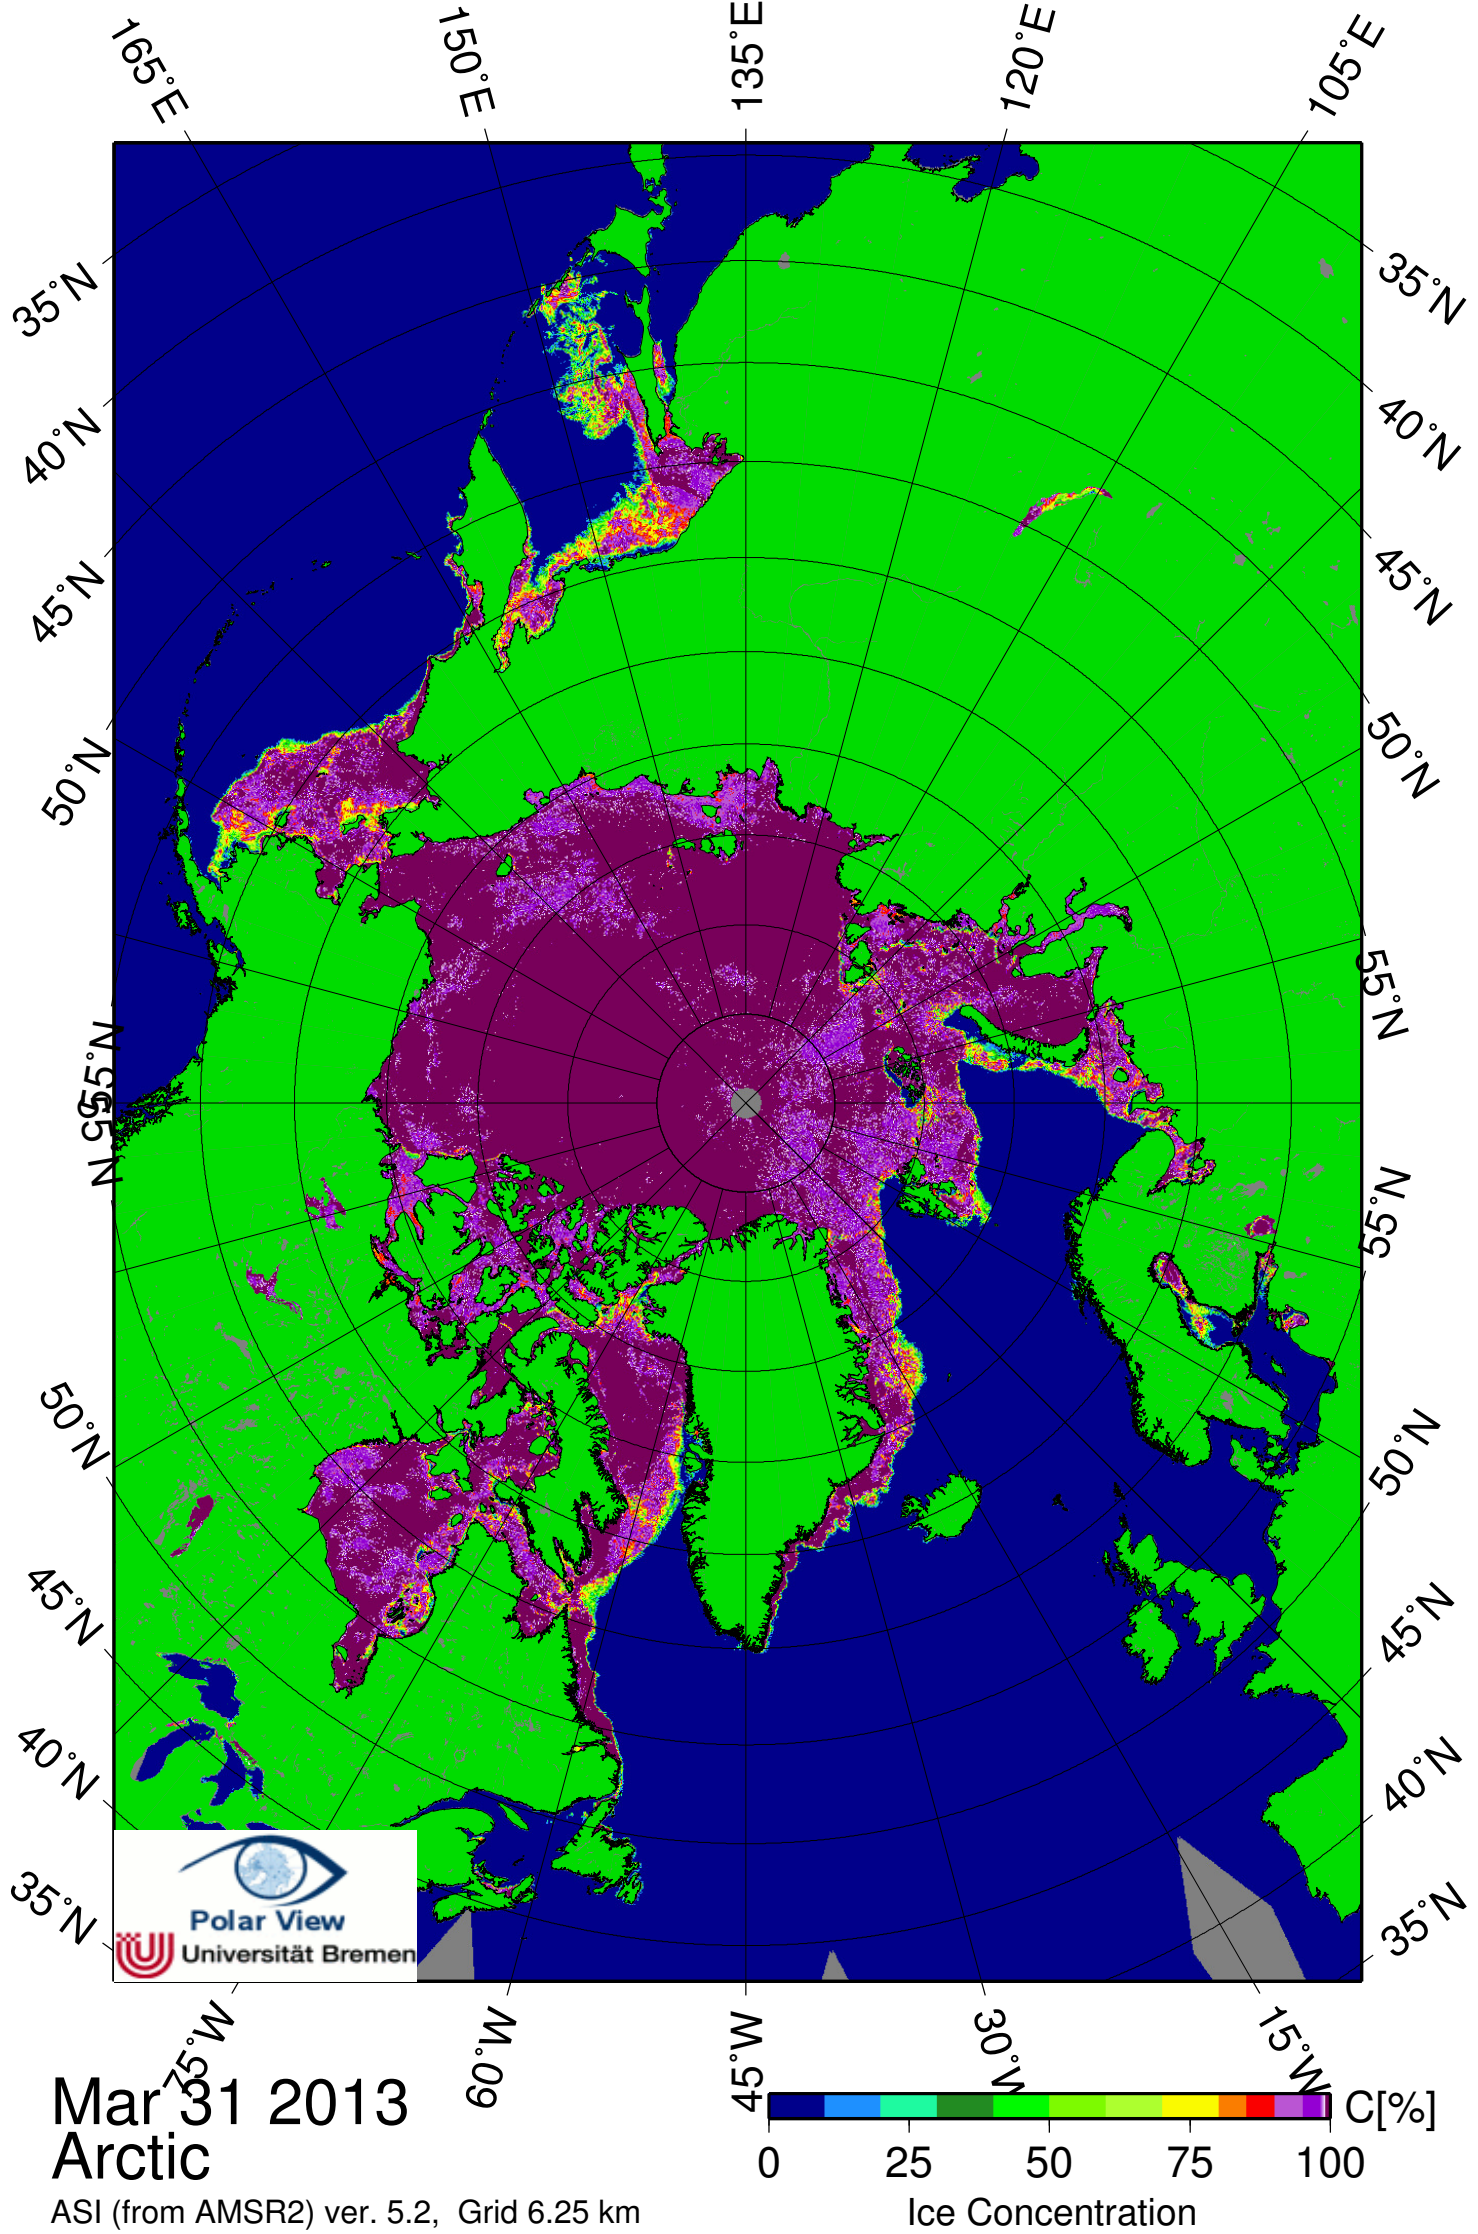 165°E 150°E 135°E 120°E 105°E
35°N 35°N
40°N 40°N
45°N 45°N
50°N 50°N
55°N 55°N
55°N 55°N
50°N 50°N
45°N 45°N
40°N 40°N
35°N 35°N
Polar View
Universität Bremen
75°W 60°W 45°W 30°W 15°W
Mar 31 2013
Arctic
ASI (from AMSR2) ver. 5.2, Grid 6.25 km
C[%]
0 25 50 75 100
Ice Concentration